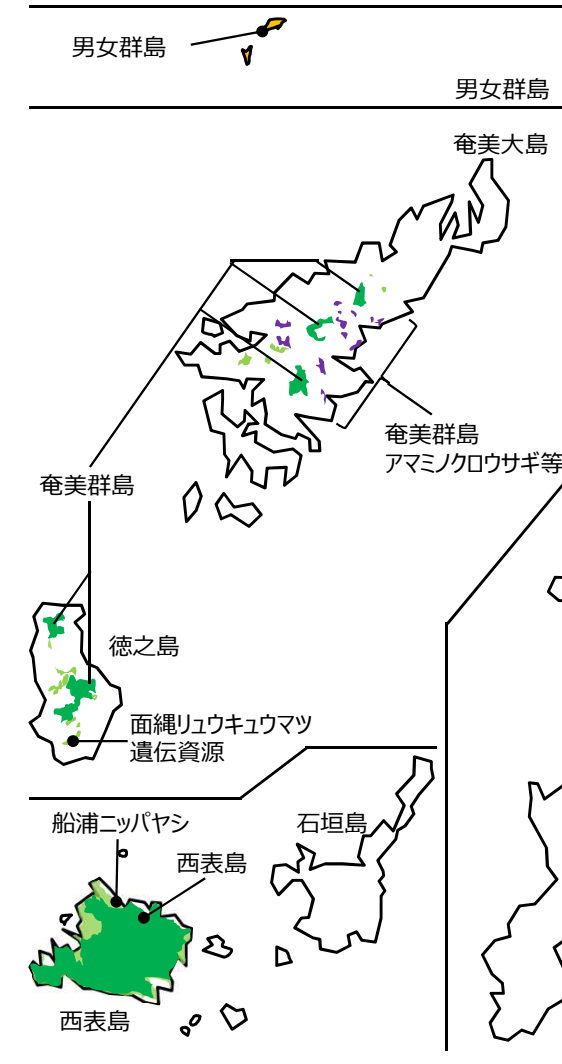 男女群島
男女群島
奄美大島
奄美群島
アマミノクロウサギ等
奄美群島
徳之島
面縄リュウキュウマツ
遺伝資源
船浦ニッパヤシ
石垣島
西表島
西表島